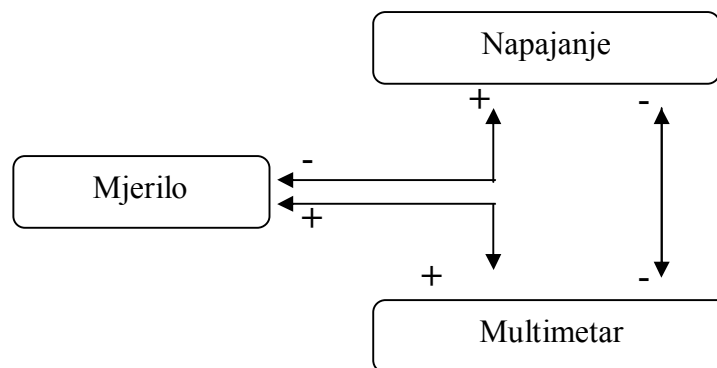 Napajanje
+ -
-
Mjerilo
+
+ -
Multimetar